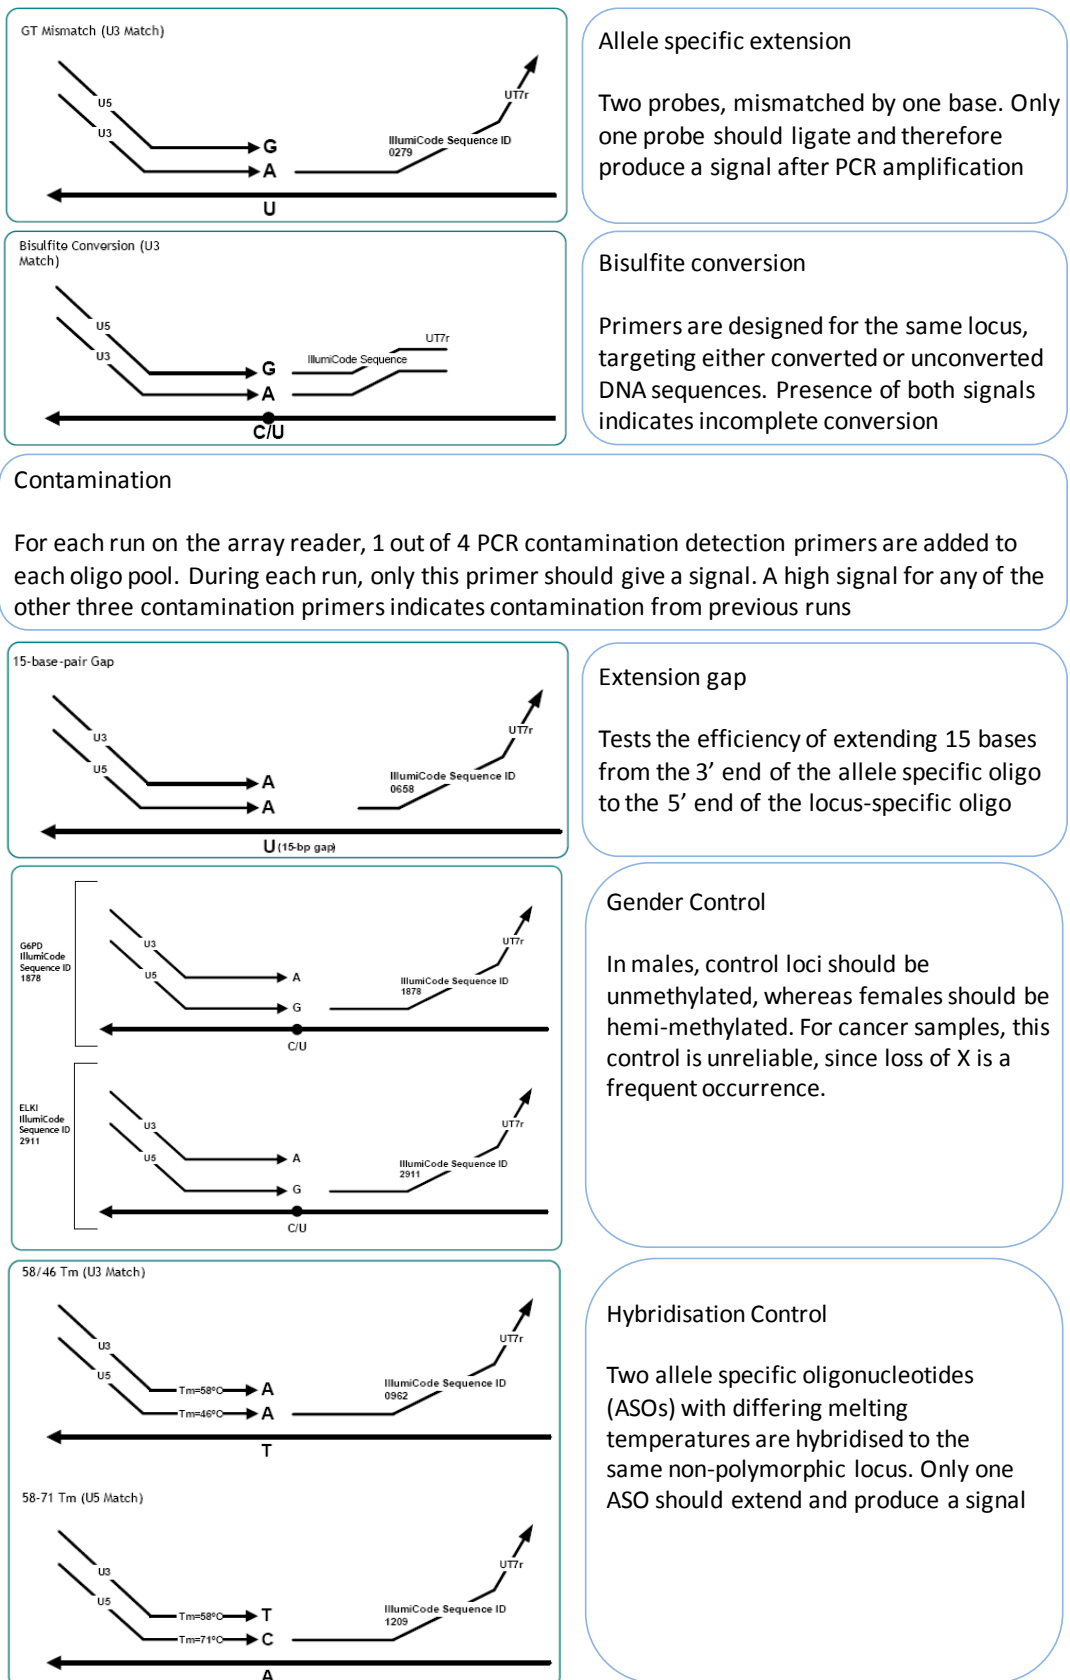 GT Mismatch (U3 Match)
U5
U3
G
A
IllumiCode Sequence ID
0279
UT7r
U
Allele specific extension
Two probes, mismatched by one base. Only
one probe should ligate and therefore
produce a signal after PCR amplification
Bisulfite Conversion (U3
Match)
U5
U3
G
A
IllumiCode Sequence
UT7r
C/U
Bisulfite conversion
Primers are designed for the same locus,
targeting either converted or unconverted
DNA sequences. Presence of both signals
indicates incomplete conversion
Contamination
For each run on the array reader, 1 out of 4 PCR contamination detection primers are added to
each oligo pool. During each run, only this primer should give a signal. A high signal for any of the
other three contamination primers indicates contamination from previous runs
15-base-pair Gap
U3
U5
A
A
IllumiCode Sequence ID
0658
UT7r
U (15-bp gap)
Extension gap
Tests the efficiency of extending 15 bases
from the 3’ end of the allele specific oligo
to the 5’ end of the locus-specific oligo
G6PD
IllumiCode
Sequence ID
1878
U3
U5
A
G
IllumiCode Sequence ID
1878
UT7r
C/U
ELKI
IllumiCode
Sequence ID
2911
U3
U5
A
G
IllumiCode Sequence ID
2911
UT7r
C/U
Gender Control
In males, control loci should be
unmethylated, whereas females should be
hemi-methylated. For cancer samples, this
control is unreliable, since loss of X is a
frequent occurrence.
58/46 Tm (U3 Match)
U3
U5
Tm=58ºC
A
Tm=46ºC
A
IllumiCode Sequence ID
0962
UT7r
T
58-71 Tm (U5 Match)
U3
U5
Tm=58ºC
T
Tm=71ºC
C
IllumiCode Sequence ID
1209
UT7r
A
Hybridisation Control
Two allele specific oligonucleotides
(ASOs) with differing melting
temperatures are hybridised to the
same non-polymorphic locus. Only one
ASO should extend and produce a signal